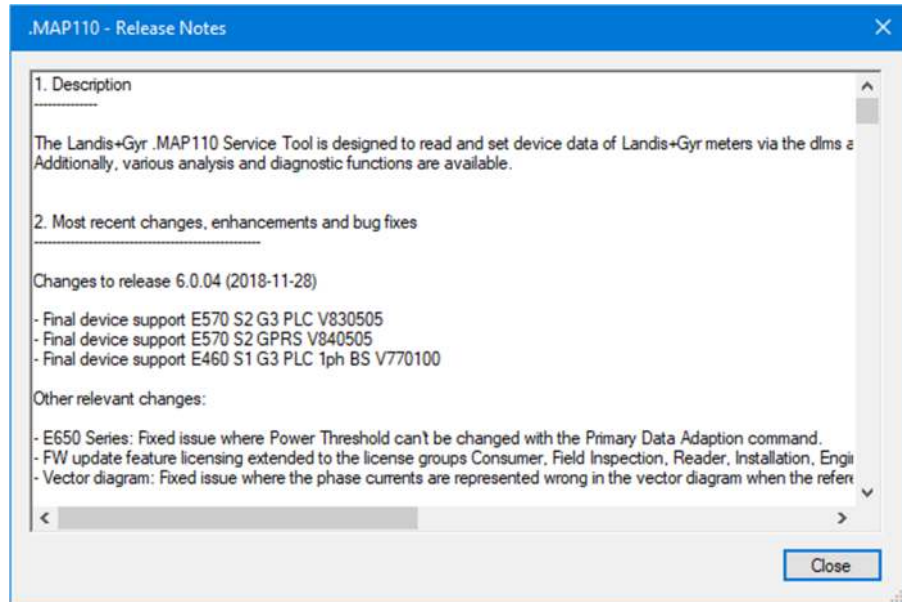 .MAP110 - Release Notes
1. Description
--------------
The Landis+Gyr .MAP110 Service Tool is designed to read and set device data of Landis+Gyr meters via the dlms a
Additionally, various analysis and diagnostic functions are available.
2. Most recent changes, enhancements and bug fixes
--------------------------------------------------
Changes to release 6.0.04 (2018-11-28)
- Final device support E570 S2 G3 PLC V830505
- Final device support E570 S2 GPRS V840505
- Final device support E460 S1 G3 PLC 1ph BS V770100
Other relevant changes:
- E650 Series: Fixed issue where Power Threshold can't be changed with the Primary Data Adaption command.
- FW update feature licensing extended to the license groups Consumer, Field Inspection, Reader, Installation, Engi
- Vector diagram: Fixed issue where the phase currents are represented wrong in the vector diagram when the refere
Close